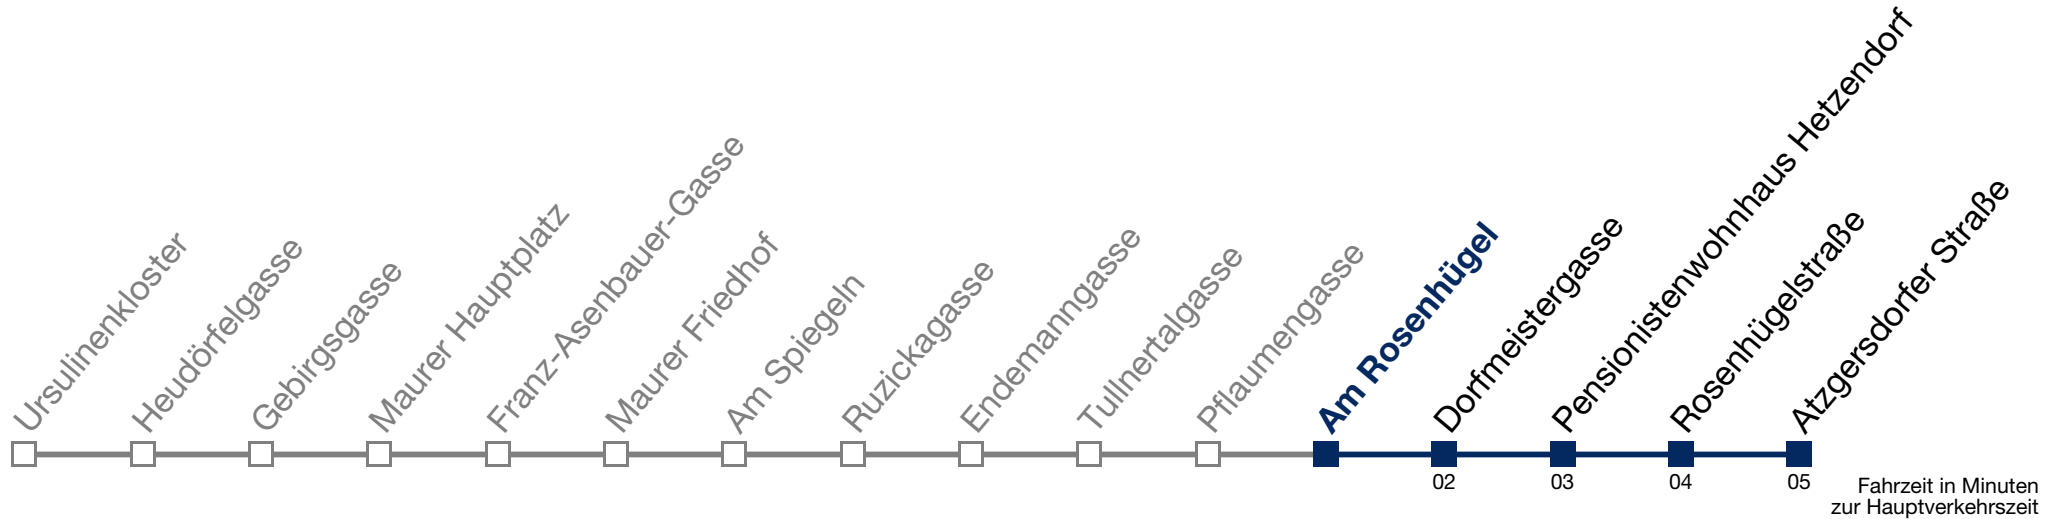 Ursulinenkloster
Heudörfelgasse
Gebirgsgasse
Maurer Hauptplatz
Franz-Asenbauer-Gasse
Maurer Friedhof
Am Spiegeln
Ruzickagasse
Endemanngasse
Tullnertalgasse
Pflaumengasse
Am Rosenhügel
Dorfmeistergasse
Pensionistenwohnhaus Hetzendorf
Rosenhügelstraße
Atzgersdorfer Straße
02
03
04
05
Fahrzeit in Minuten
zur Hauptverkehrszeit